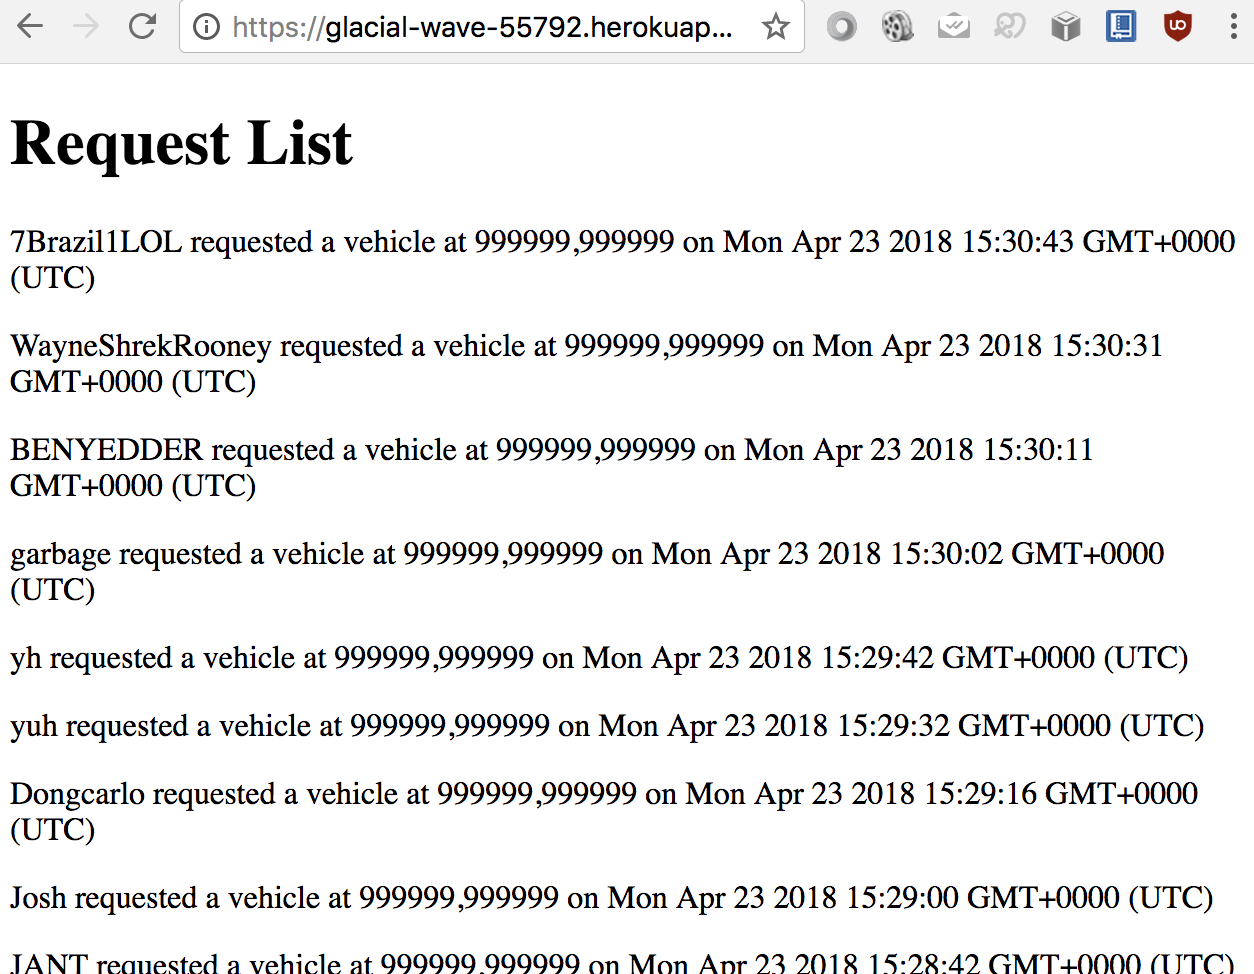 https://glacial-wave-55792.herokuap...
Request List
7Brazil1LOL requested a vehicle at 999999,999999 on Mon Apr 23 2018 15:30:43 GMT+0000
(UTC)
WayneShrekRooney requested a vehicle at 999999,999999 on Mon Apr 23 2018 15:30:31
GMT+0000 (UTC)
BENYEDDER requested a vehicle at 999999,999999 on Mon Apr 23 2018 15:30:11
GMT+0000 (UTC)
garbage requested a vehicle at 999999,999999 on Mon Apr 23 2018 15:30:02 GMT+0000
(UTC)
yh requested a vehicle at 999999,999999 on Mon Apr 23 2018 15:29:42 GMT+0000 (UTC)
yuh requested a vehicle at 999999,999999 on Mon Apr 23 2018 15:29:32 GMT+0000 (UTC)
Dongcarlo requested a vehicle at 999999,999999 on Mon Apr 23 2018 15:29:16 GMT+0000
(UTC)
Josh requested a vehicle at 999999,999999 on Mon Apr 23 2018 15:29:00 GMT+0000 (UTC)
JANT requested a vehicle at 999999,999999 on Mon Apr 23 2018 15:28:42 GMT+0000 (UTC)